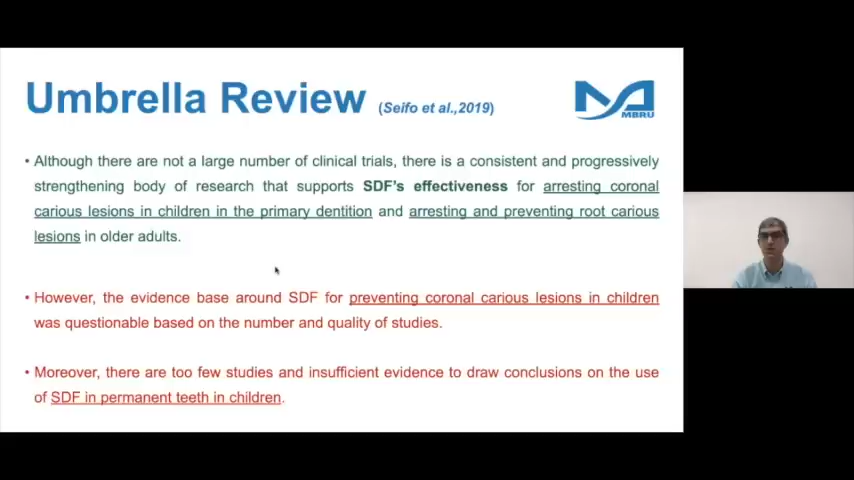 Umbrella Review (Seifo et al.,2019)
MBRU
• Although there are not a large number of clinical trials, there is a consistent and progressively
strengthening body of research that supports SDF's effectiveness for arresting coronal
carious lesions in children in the primary dentition and arresting and preventing root carious
lesions in older adults.
• However, the evidence base around SDF for preventing coronal carious lesions in children
was questionable based on the number and quality of studies.
• Moreover, there are too few studies and insufficient evidence to draw conclusions on the use
of SDF in permanent teeth in children.